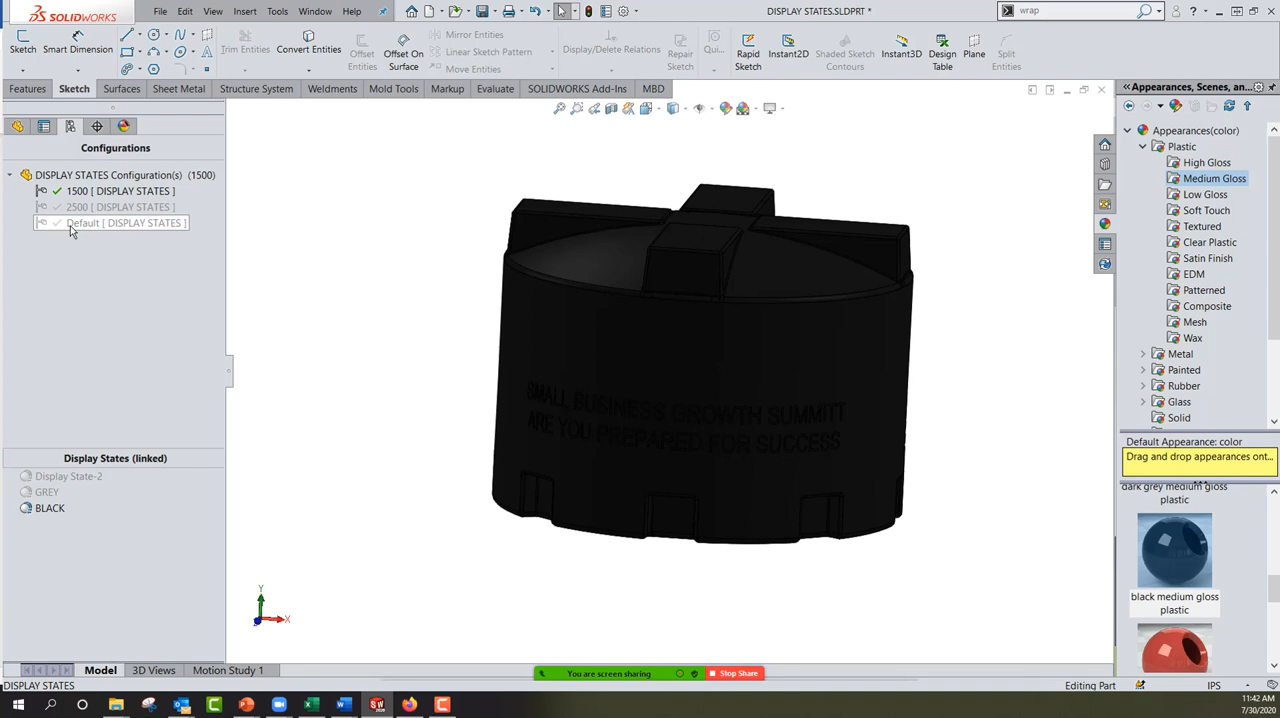 SOLIDWORKS File Edit View Insert Tools Window Help DISPLAY STATES.SLDPRT * wrap
Sketch Smart Dimension Trim Entities Convert Entities Offset Entities Offset On Surface Mirror Entities Linear Sketch Pattern Move Entities Display/Delete Relations Repair Sketch Qui... Rapid Sketch Instant2D Shaded Sketch Contours Instant3D Design Table Plane Split Entities
Features Sketch Surfaces Sheet Metal Structure System Weldments Mold Tools Markup Evaluate SOLIDWORKS Add-Ins MBD
Configurations
DISPLAY STATES Configuration(s) (1500)
1500 [ DISPLAY STATES ]
2500 [ DISPLAY STATES ]
Default [ DISPLAY STATES ]
Display States (linked)
Display State-2
GREY
BLACK
SMALL BUSINESS GROWTH SUMMITT
ARE YOU PREPARED FOR SUCCESS
Y
X
Appearances, Scenes, an...
Appearances(color)
Plastic
High Gloss
Medium Gloss
Low Gloss
Soft Touch
Textured
Clear Plastic
Satin Finish
EDM
Patterned
Composite
Mesh
Wax
Metal
Painted
Rubber
Glass
Solid
Default Appearance: color
Drag and drop appearances ont...
dark grey medium gloss
plastic
black medium gloss
plastic
Model 3D Views Motion Study 1
You are screen sharing Stop Share
DISPLAY STATES Editing Part IPS
11:42 AM
7/30/2020